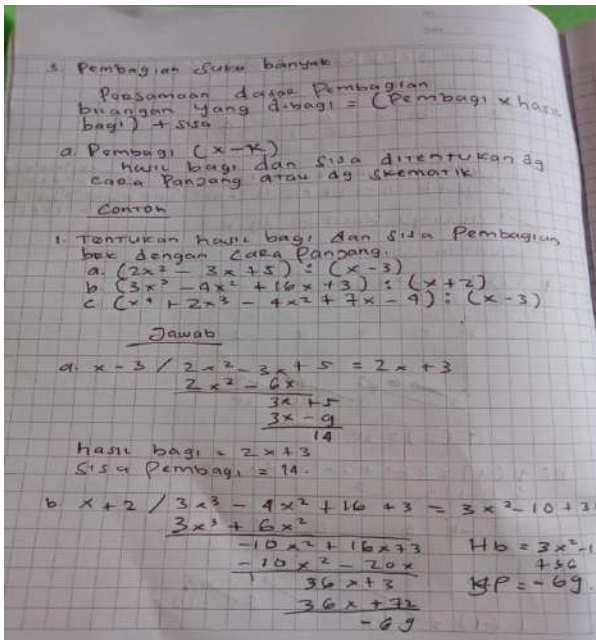 3. Pembagian suku banyak
Persamaan dasar Pembagian
bilangan yang dibagi = (Pembagi x hasil
bagi) + sisa
a. Pembagi (x-k)
hasil bagi dan sisa ditentukan dg
cara Panjang atau dg skematik
Contoh
1. Tentukan hasil bagi dan sisa Pembagian
bek dengan cara Panjang.
a. (2x² - 3x + 5) : (x - 3)
b. (3x³ - 4x² + 16x + 3) : (x + 2)
c. (x⁴ + 2x³ - 4x² + 7x - 4) : (x - 3)
Jawab
a. x - 3 / 2x² - 3x + 5 = 2x + 3
2x² - 6x
3x + 5
3x - 9
14
hasil bagi = 2x + 3
Sisa Pembagi = 14.
b. x + 2 / 3x³ - 4x² + 16 + 3 = 3x² - 10 + 3
3x³ + 6x²
-10x² + 16x + 3
-10x² - 20x
36x + 3
36x + 72
-69
Hb = 3x² - 1
+ 36
= -69.